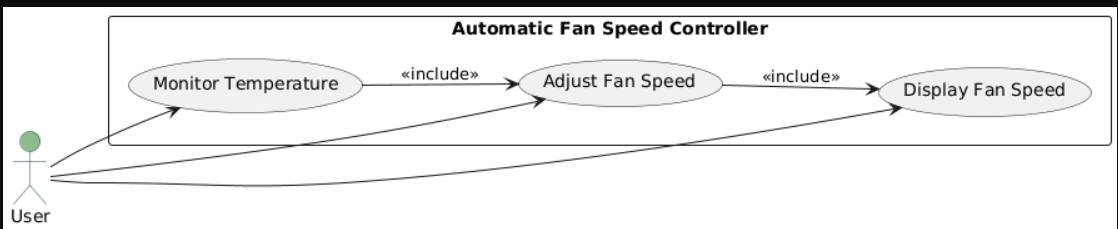 Automatic Fan Speed Controller
Monitor Temperature
«include»
Adjust Fan Speed
«include»
Display Fan Speed
User